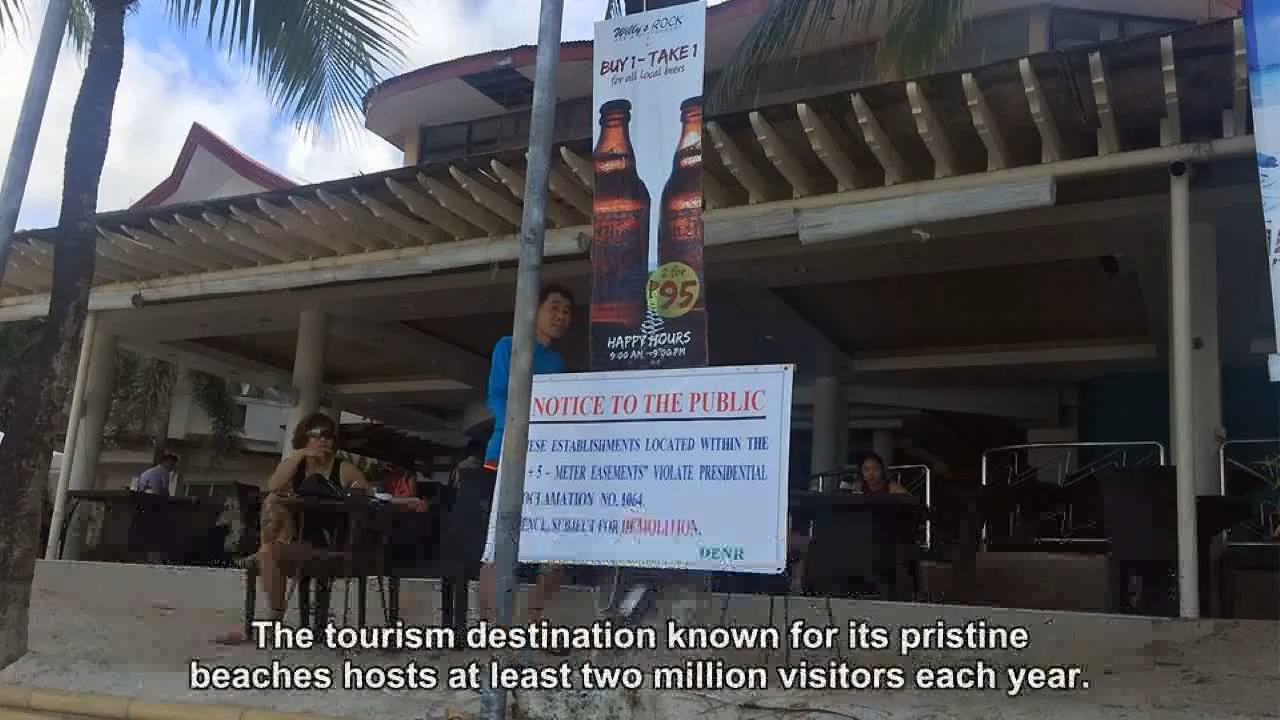 Willy's ROCK
BUY 1 - TAKE 1
for all Local beers
2 for
₱95
HAPPY HOURS
9:00 AM - 9:00 PM
NOTICE TO THE PUBLIC
ESE ESTABLISHMENTS LOCATED WITHIN THE
+ 5 - METER EASEMENTS" VIOLATE PRESIDENTIAL
OCLAMATION NO. 1064,
ENCE, SUBJECT FOR DEMOLITION.
DENR
The tourism destination known for its pristine
beaches hosts at least two million visitors each year.